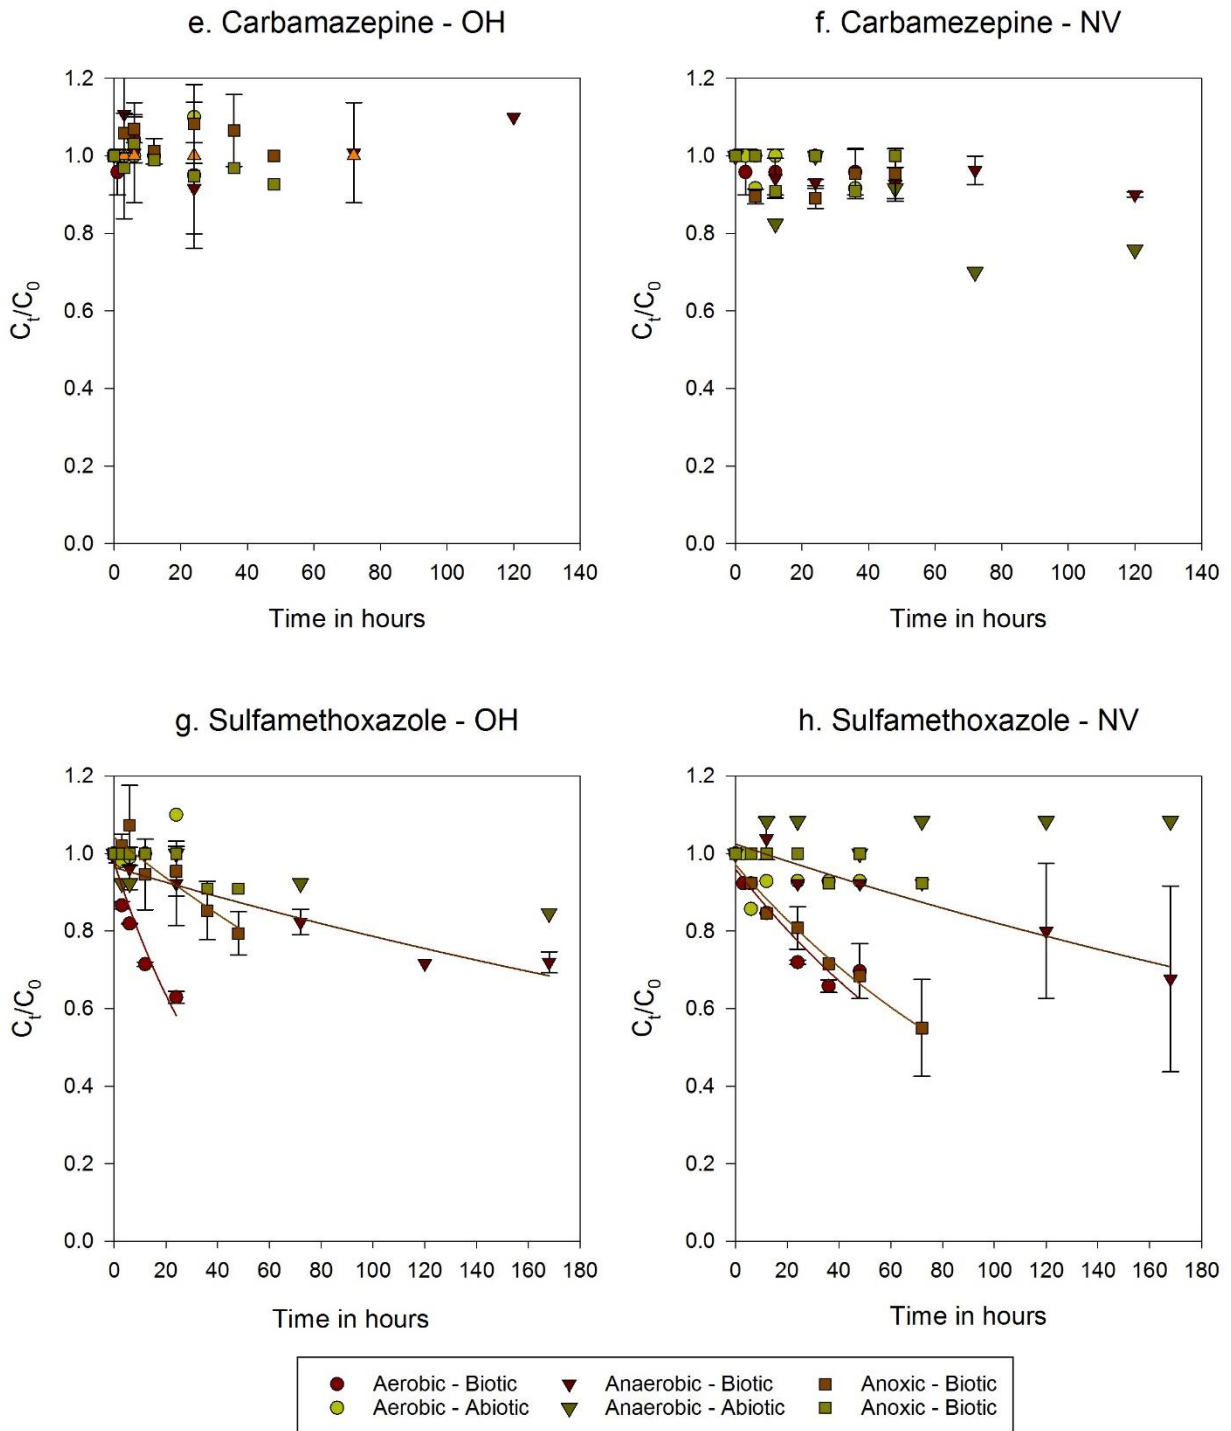 e. Carbamazepine - OH
f. Carbamezepine - NV
1.2
1.0
0.8
0.6
0.4
0.2
0.0
Ct/C0
0 20 40 60 80 100 120 140
Time in hours
1.2
1.0
0.8
0.6
0.4
0.2
0.0
Ct/C0
0 20 40 60 80 100 120 140
Time in hours
g. Sulfamethoxazole - OH
h. Sulfamethoxazole - NV
1.2
1.0
0.8
0.6
0.4
0.2
0.0
Ct/C0
0 20 40 60 80 100 120 140 160 180
Time in hours
1.2
1.0
0.8
0.6
0.4
0.2
0.0
Ct/C0
0 20 40 60 80 100 120 140 160 180
Time in hours
Aerobic - Biotic Anaerobic - Biotic Anoxic - Biotic
Aerobic - Abiotic Anaerobic - Abiotic Anoxic - Biotic